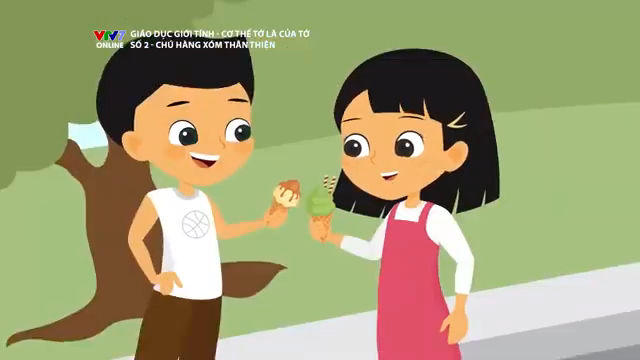 VTV7 GIÁO DỤC GIỚI TÍNH - CƠ THỂ TỚ LÀ CỦA TỚ
ONLINE SỐ 2 - CHÚ HÀNG XÓM THÂN THIỆN